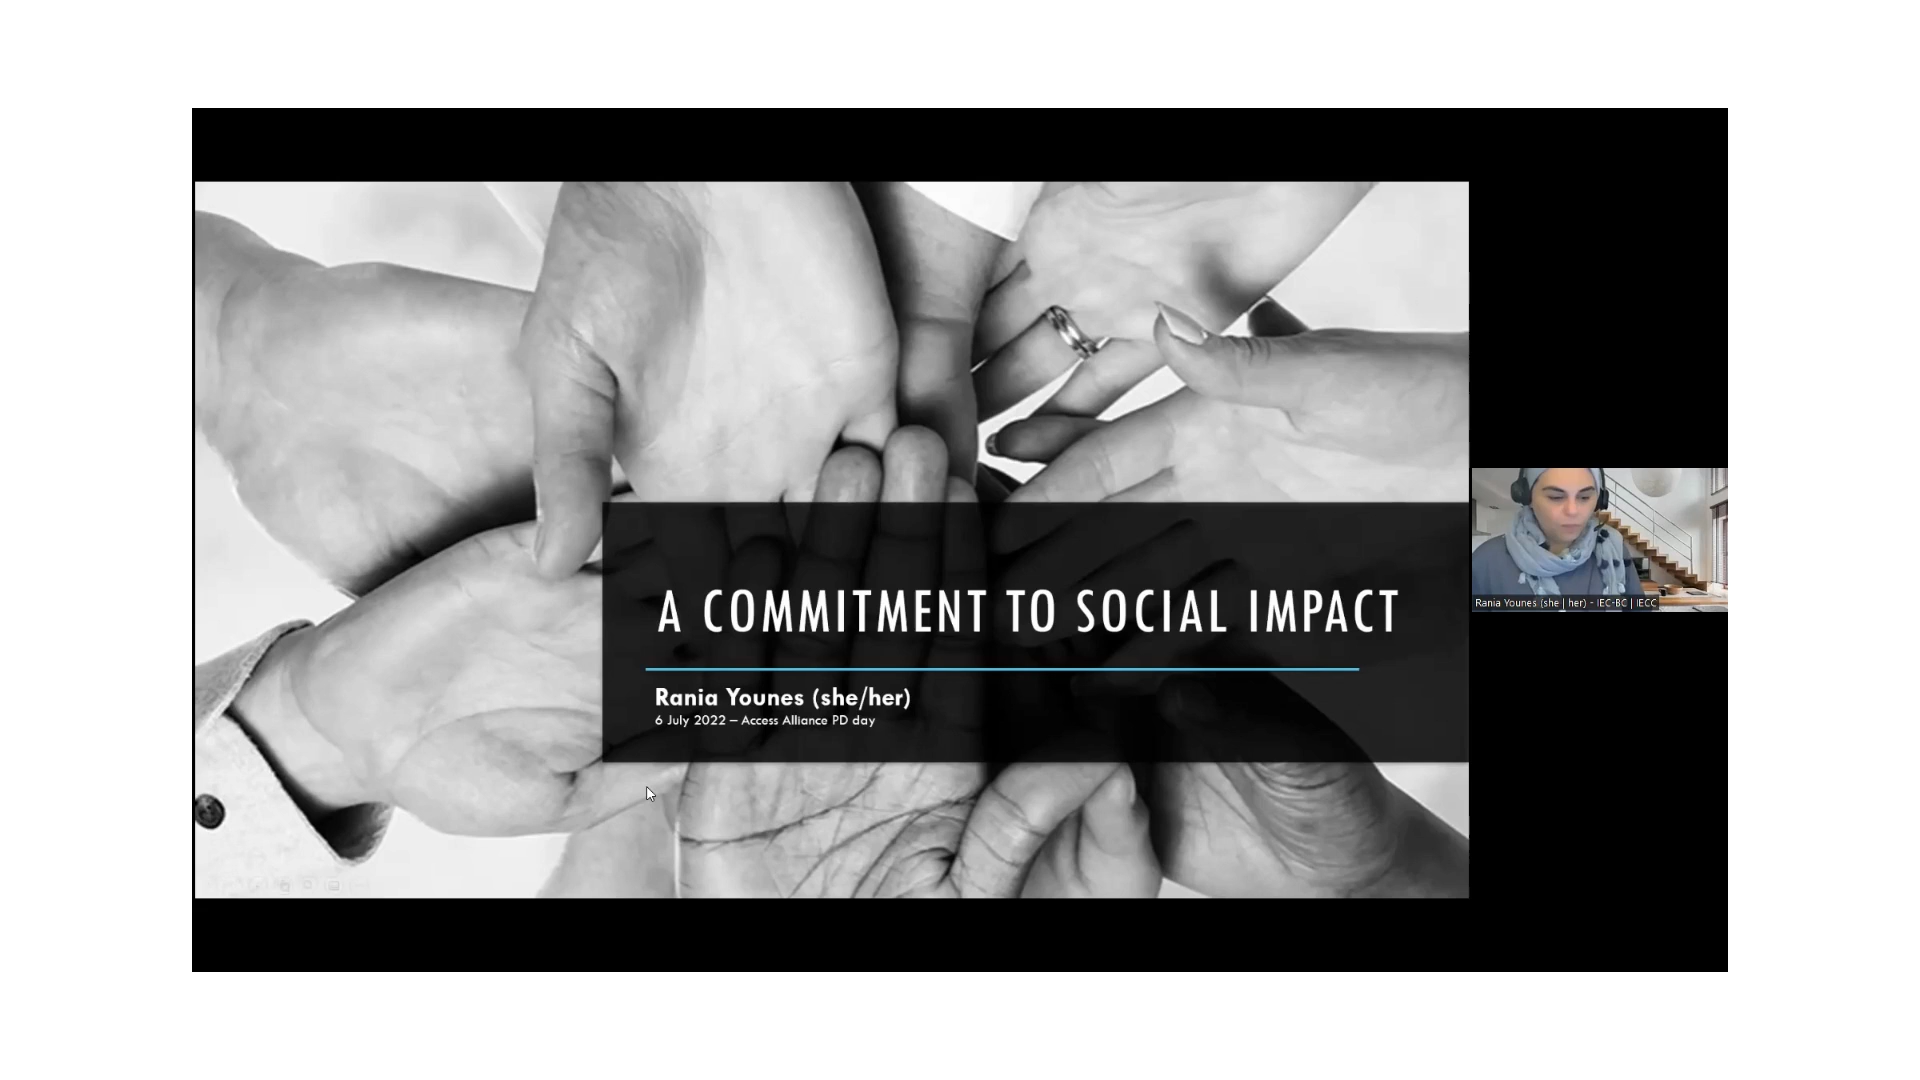 A COMMITMENT TO SOCIAL IMPACT
Rania Younes (she/her)
6 July 2022 – Access Alliance PD day
Rania Younes (she | her) - IEC-BC | IECC